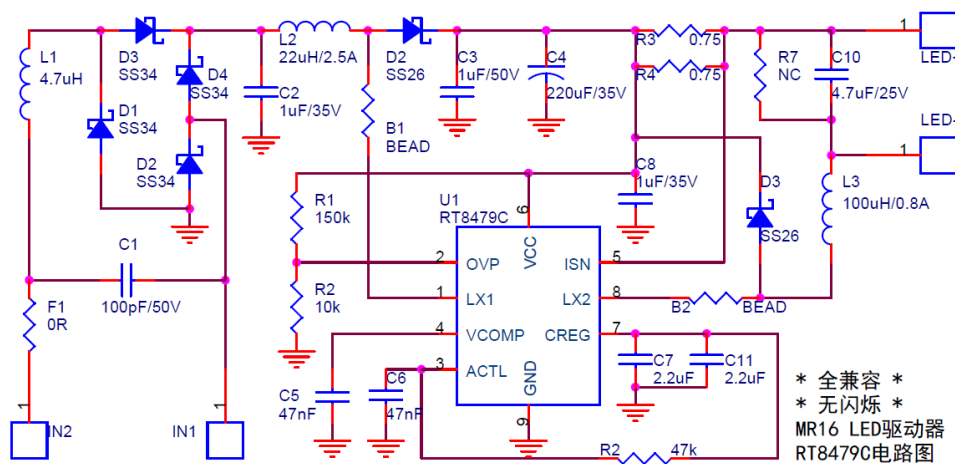 L1
4.7uH
D3
SS34
D4
SS34
D1
SS34
D2
SS34
C2
1uF/35V
L2
22uH/2.5A
D2
SS26
B1
BEAD
C3
1uF/50V
C4
220uF/35V
R3
0.75
R4
0.75
R7
NC
C10
4.7uF/25V
1
LED-
1
LED-
C8
1uF/35V
D3
SS26
L3
100uH/0.8A
R1
150k
R2
10k
U1
RT8479C
6
VCC
2
OVP
ISN
5
1
LX1
LX2
8
4
VCOMP
CREG
7
3
ACTL
GND
9
B2
BEAD
C1
100pF/50V
F1
0R
C5
47nF
C6
47nF
C7
2.2uF
C11
2.2uF
R2
47k
1
IN2
1
IN1
* 全兼容 *
* 无闪烁 *
MR16 LED驱动器
RT8479C电路图